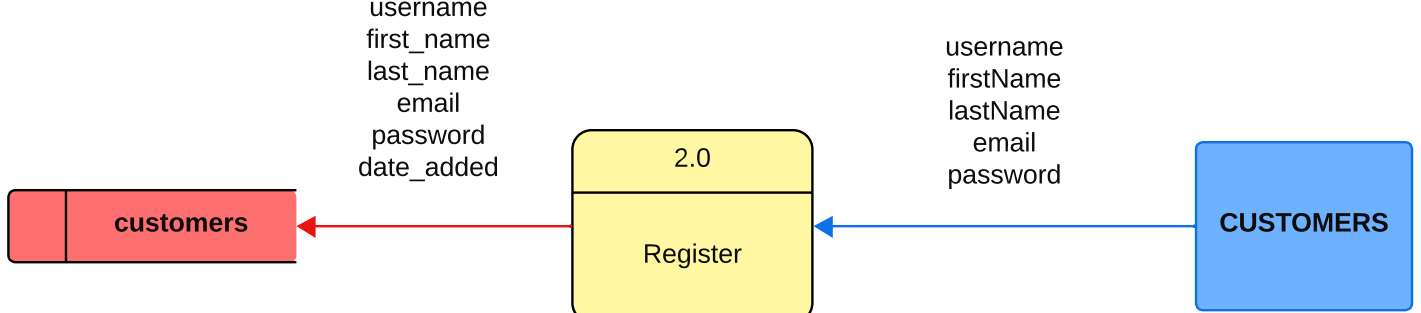 username
first_name
last_name
email
password
date_added
customers
2.0
Register
username
firstName
lastName
email
password
CUSTOMERS